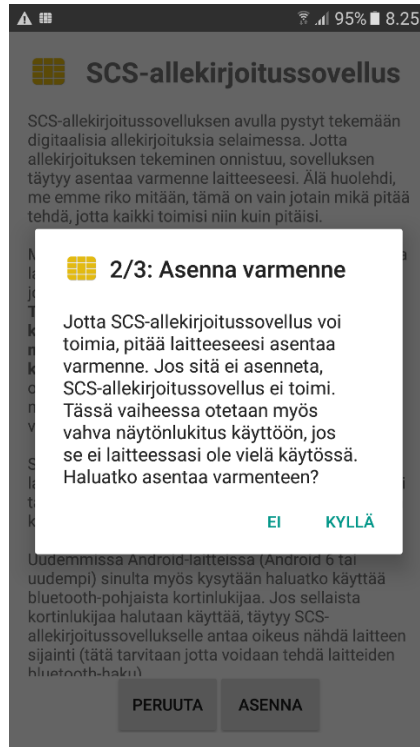 95% 8.25
SCS-allekirjoitussovellus
SCS-allekirjoitussovelluksen avulla pystyt tekemään
digitaalisia allekirjoituksia selaimessa. Jotta
allekirjoituksen tekeminen onnistuu, sovelluksen
täytyy asentaa varmenne laitteeseesi. Älä huolehdi,
me emme riko mitään, tämä on vain jotain mikä pitää
tehdä, jotta kaikki toimisi niin kuin pitäisi.
2/3: Asenna varmenne
Jotta SCS-allekirjoitussovellus voi
toimia, pitää laitteeseesi asentaa
varmenne. Jos sitä ei asenneta,
SCS-allekirjoitussovellus ei toimi.
Tässä vaiheessa otetaan myös
vahva näytönlukitus käyttöön, jos
se ei laitteessasi ole vielä käytössä.
Haluatko asentaa varmenteen?
EI KYLLÄ
Uudemmissa Android-laitteissa (Android 6 tai
uudempi) sinulta myös kysytään haluatko käyttää
bluetooth-pohjaista kortinlukijaa. Jos sellaista
kortinlukijaa halutaan käyttää, täytyy SCS-
allekirjoitussovellukselle antaa oikeus nähdä laitteen
sijainti (tätä tarvitaan jotta voidaan tehdä laitteiden
bluetooth-haku)
PERUUTA ASENNA